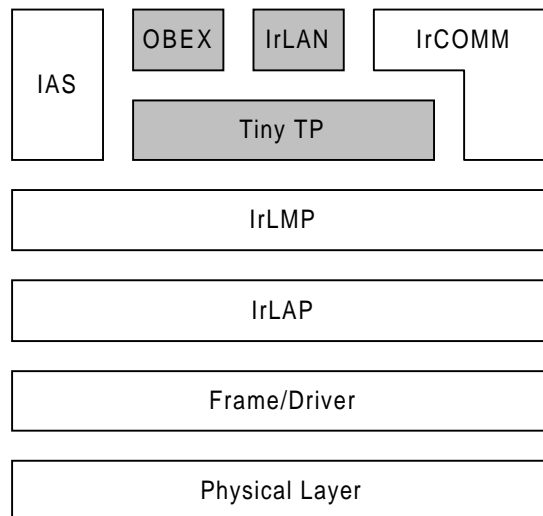 OBEX IrLAN IrCOMM
IAS
Tiny TP
IrLMP
IrLAP
Frame/Driver
Physical Layer